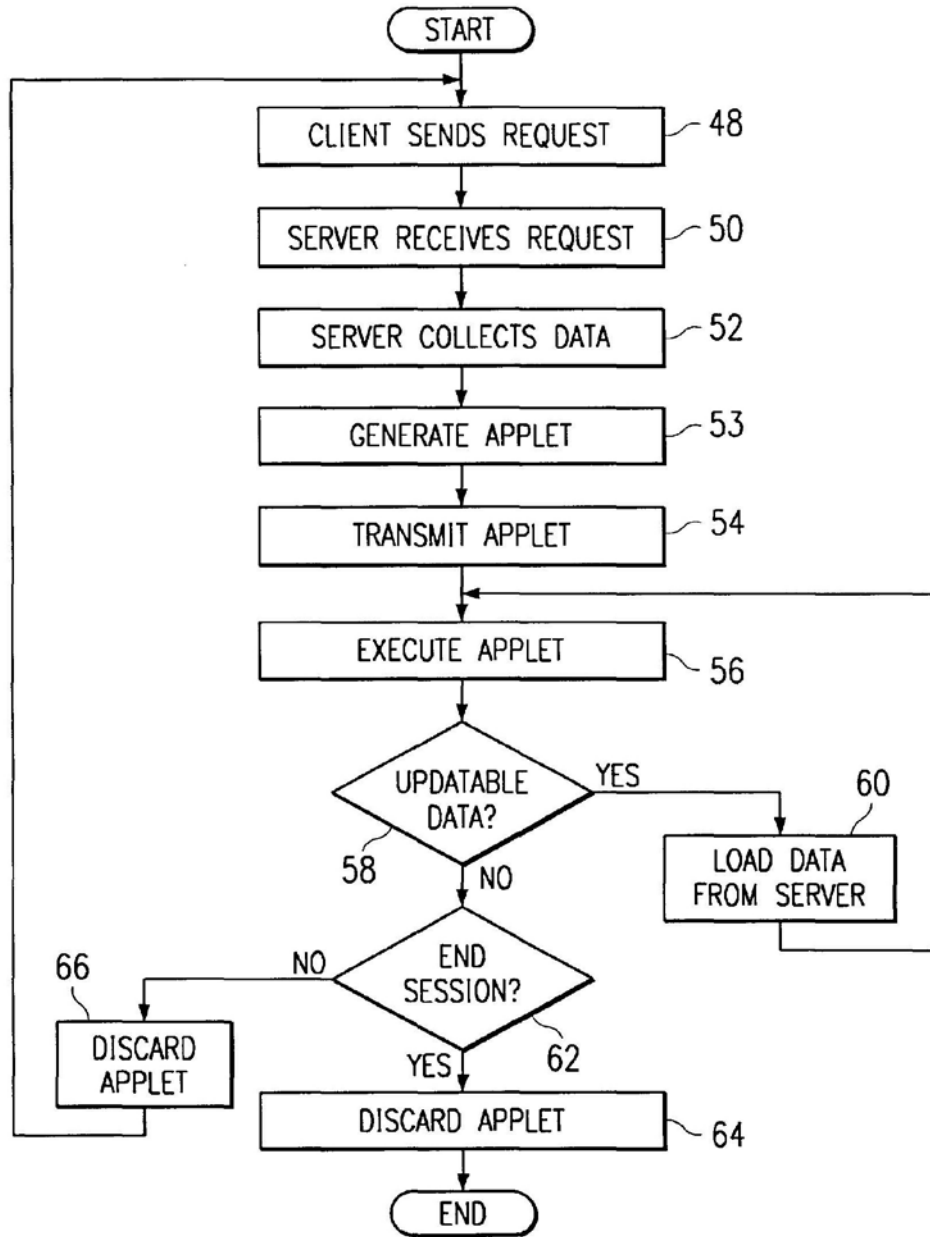 START
CLIENT SENDS REQUEST
48
SERVER RECEIVES REQUEST
50
SERVER COLLECTS DATA
52
GENERATE APPLET
53
TRANSMIT APPLET
54
EXECUTE APPLET
56
UPDATABLE
DATA?
58
YES
NO
60
LOAD DATA
FROM SERVER
END
SESSION?
62
NO
YES
66
DISCARD
APPLET
DISCARD APPLET
64
END